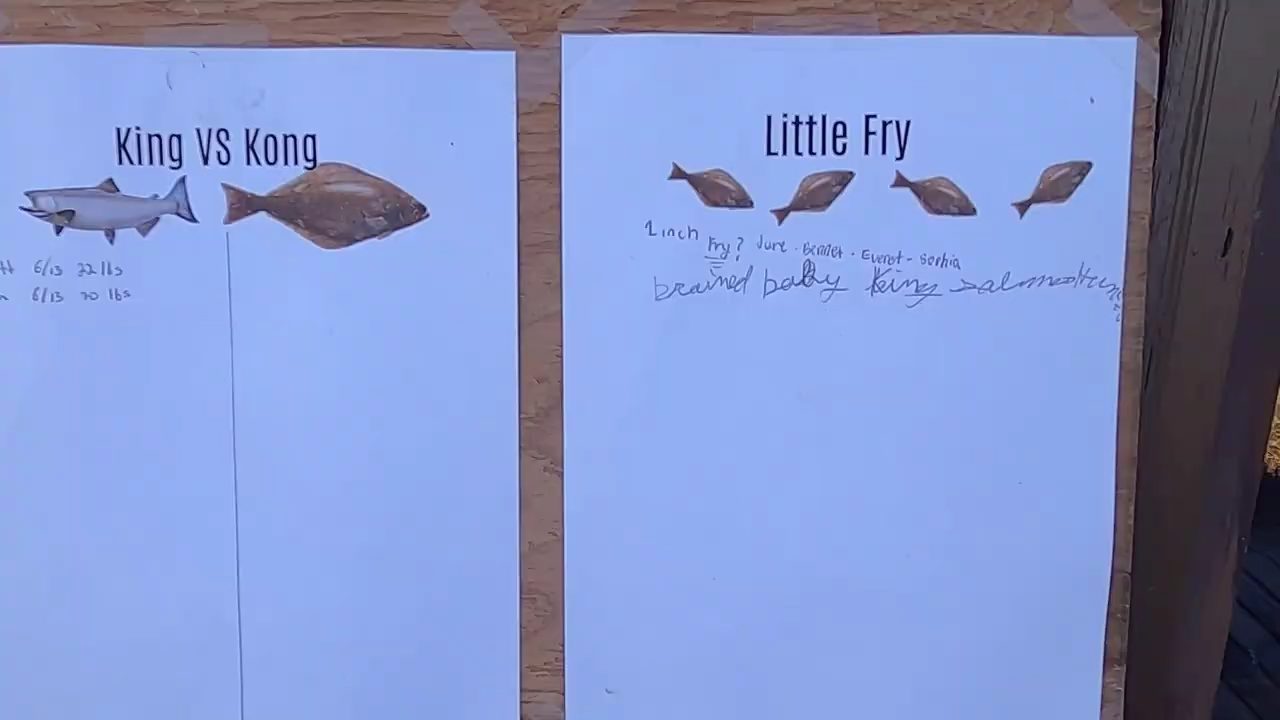 King VS Kong
6/13 22 lbs
6/13 20 lbs
Little Fry
1 inch
Fry? June - Bennet - Everet - Sophia
brained baby King salmon